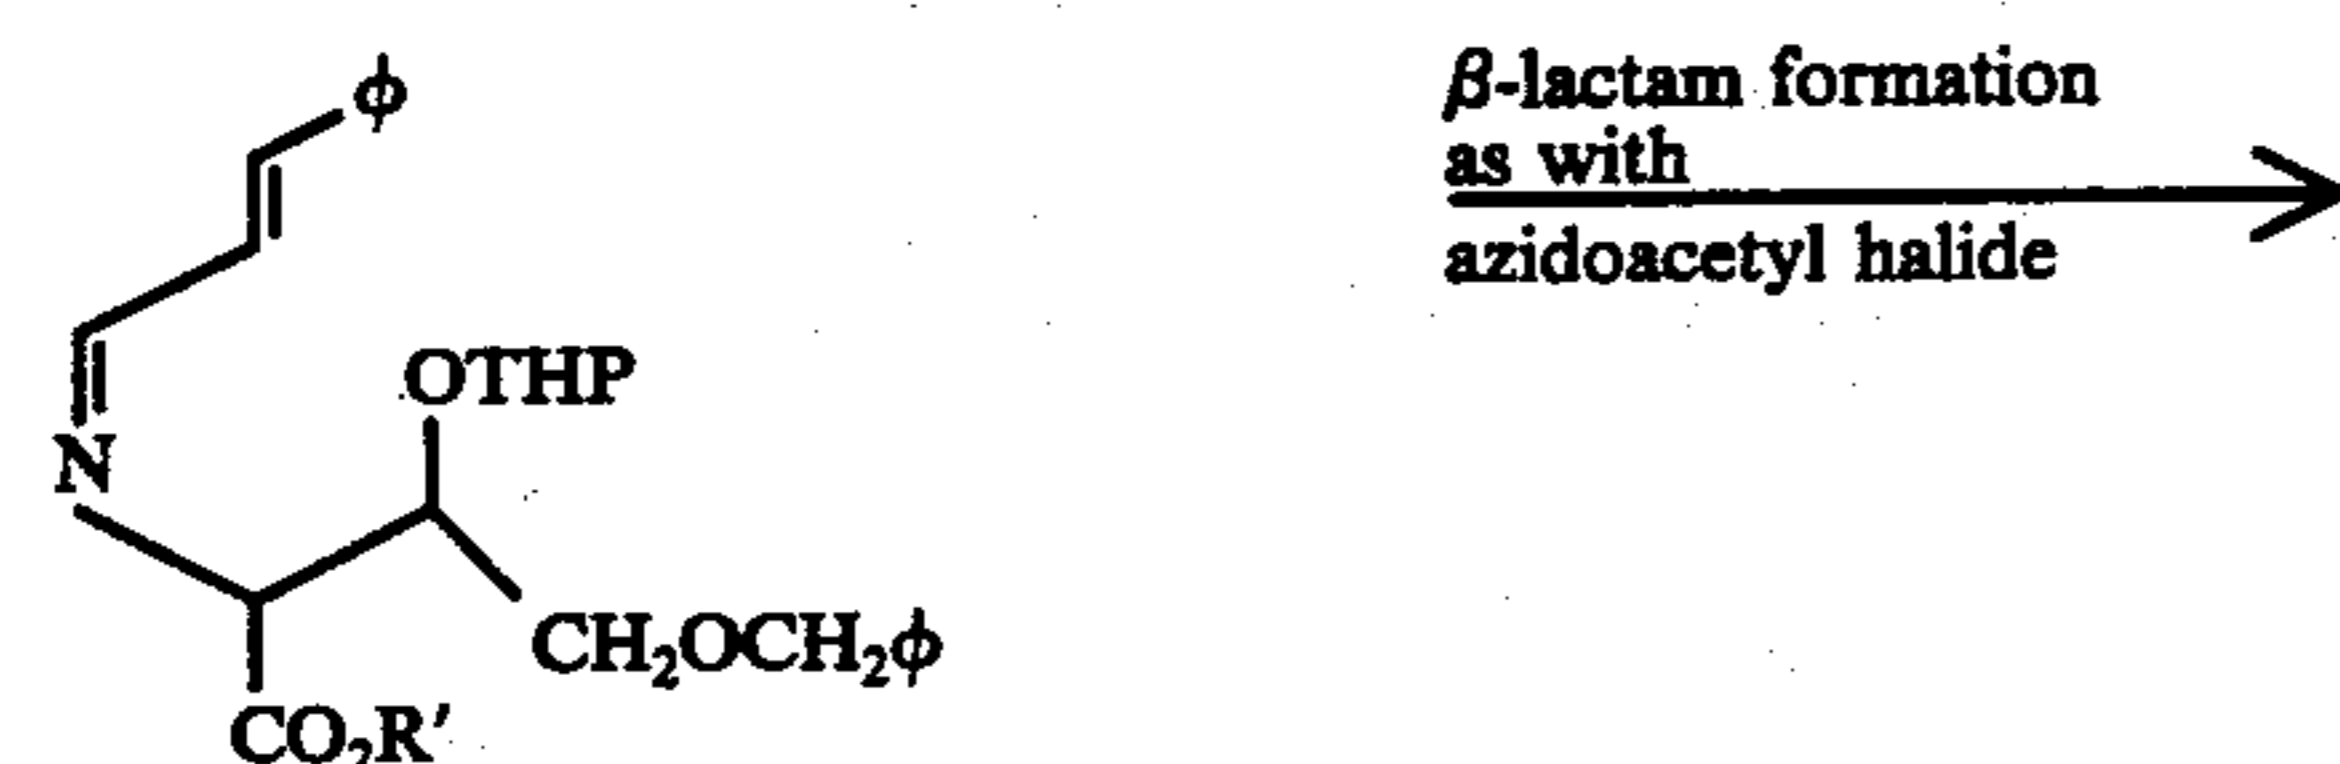 ϕ
β-lactam formation
as with
azidoacetyl halide
OTHP
N
CH₂OCH₂ϕ
CO₂R′